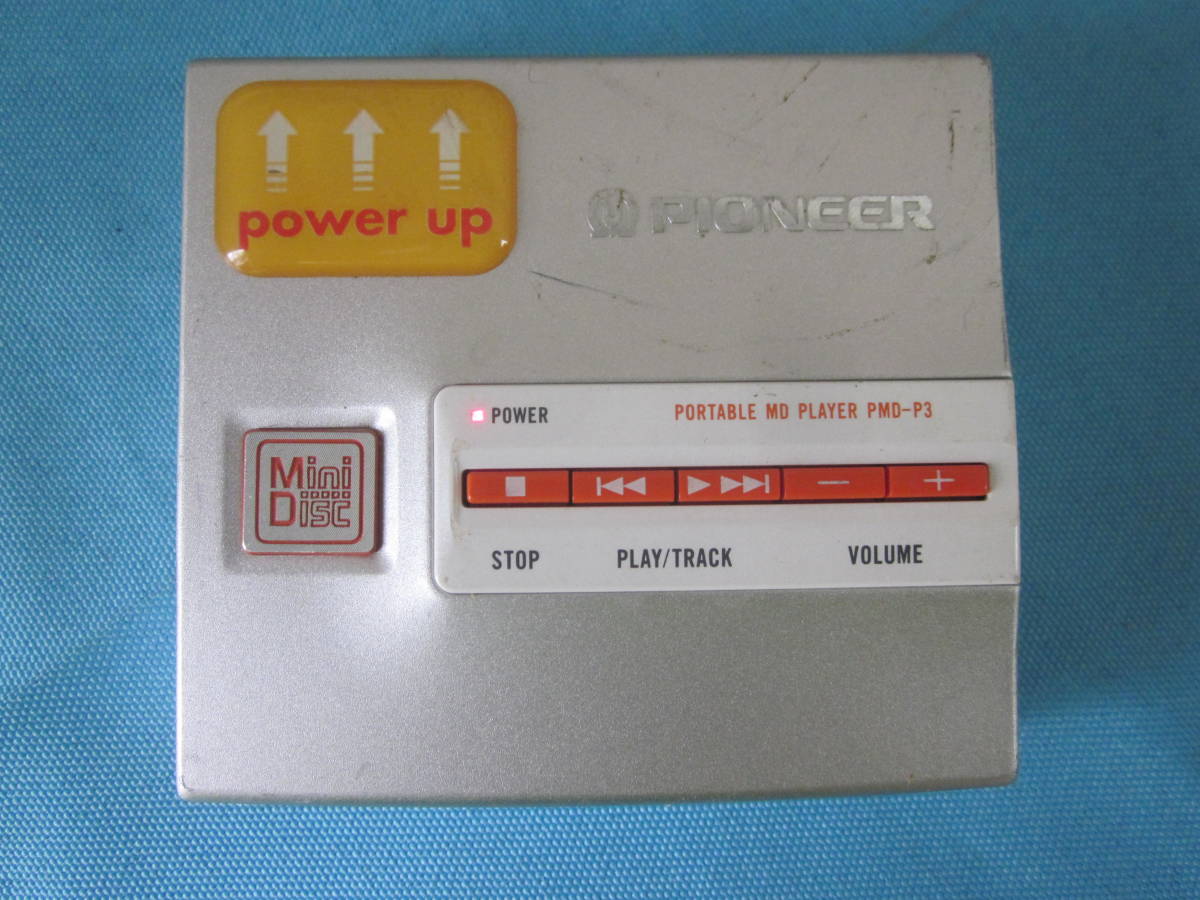 power up
PIONEER
POWER
PORTABLE MD PLAYER PMD-P3
Mini
Disc
STOP
PLAY/TRACK
VOLUME